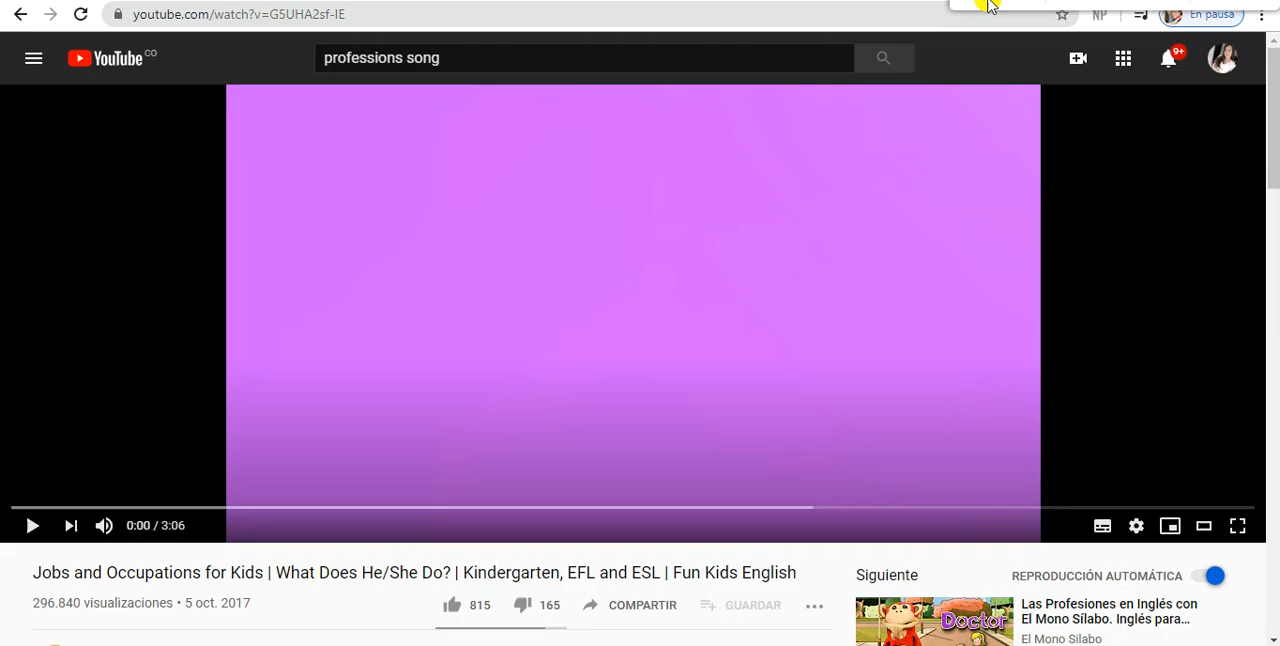 youtube.com/watch?v=G5UHA2sf-IE
NP
En pausa
YouTube CO
professions song
9+
0:00 / 3:06
Jobs and Occupations for Kids | What Does He/She Do? | Kindergarten, EFL and ESL | Fun Kids English
296.840 visualizaciones • 5 oct. 2017
815
165
COMPARTIR
GUARDAR
Siguiente
REPRODUCCIÓN AUTOMÁTICA
Doctor
Las Profesiones en Inglés con
El Mono Sílabo. Inglés para...
El Mono Silabo